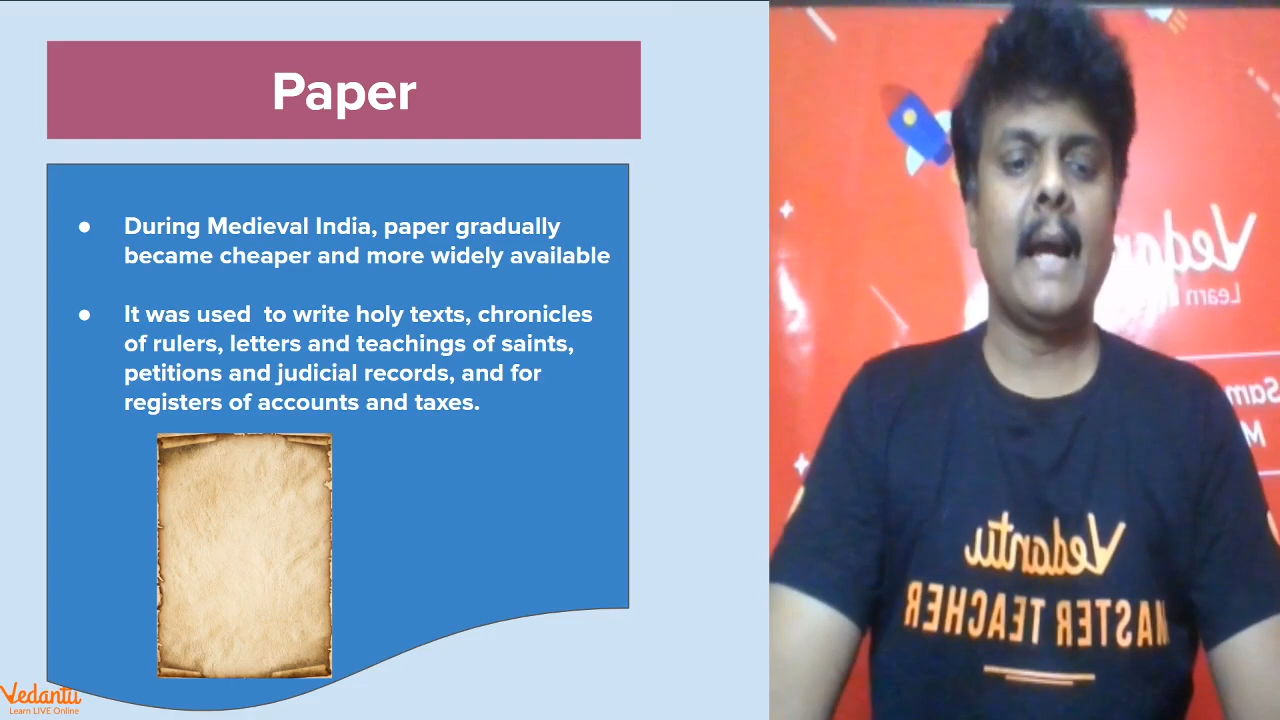 Paper
● During Medieval India, paper gradually
became cheaper and more widely available
● It was used  to write holy texts, chronicles
of rulers, letters and teachings of saints,
petitions and judicial records, and for
registers of accounts and taxes.
Vedantu
Learn LIVE Online
Learn
Sam
M
Vedantu
MASTER TEACHER